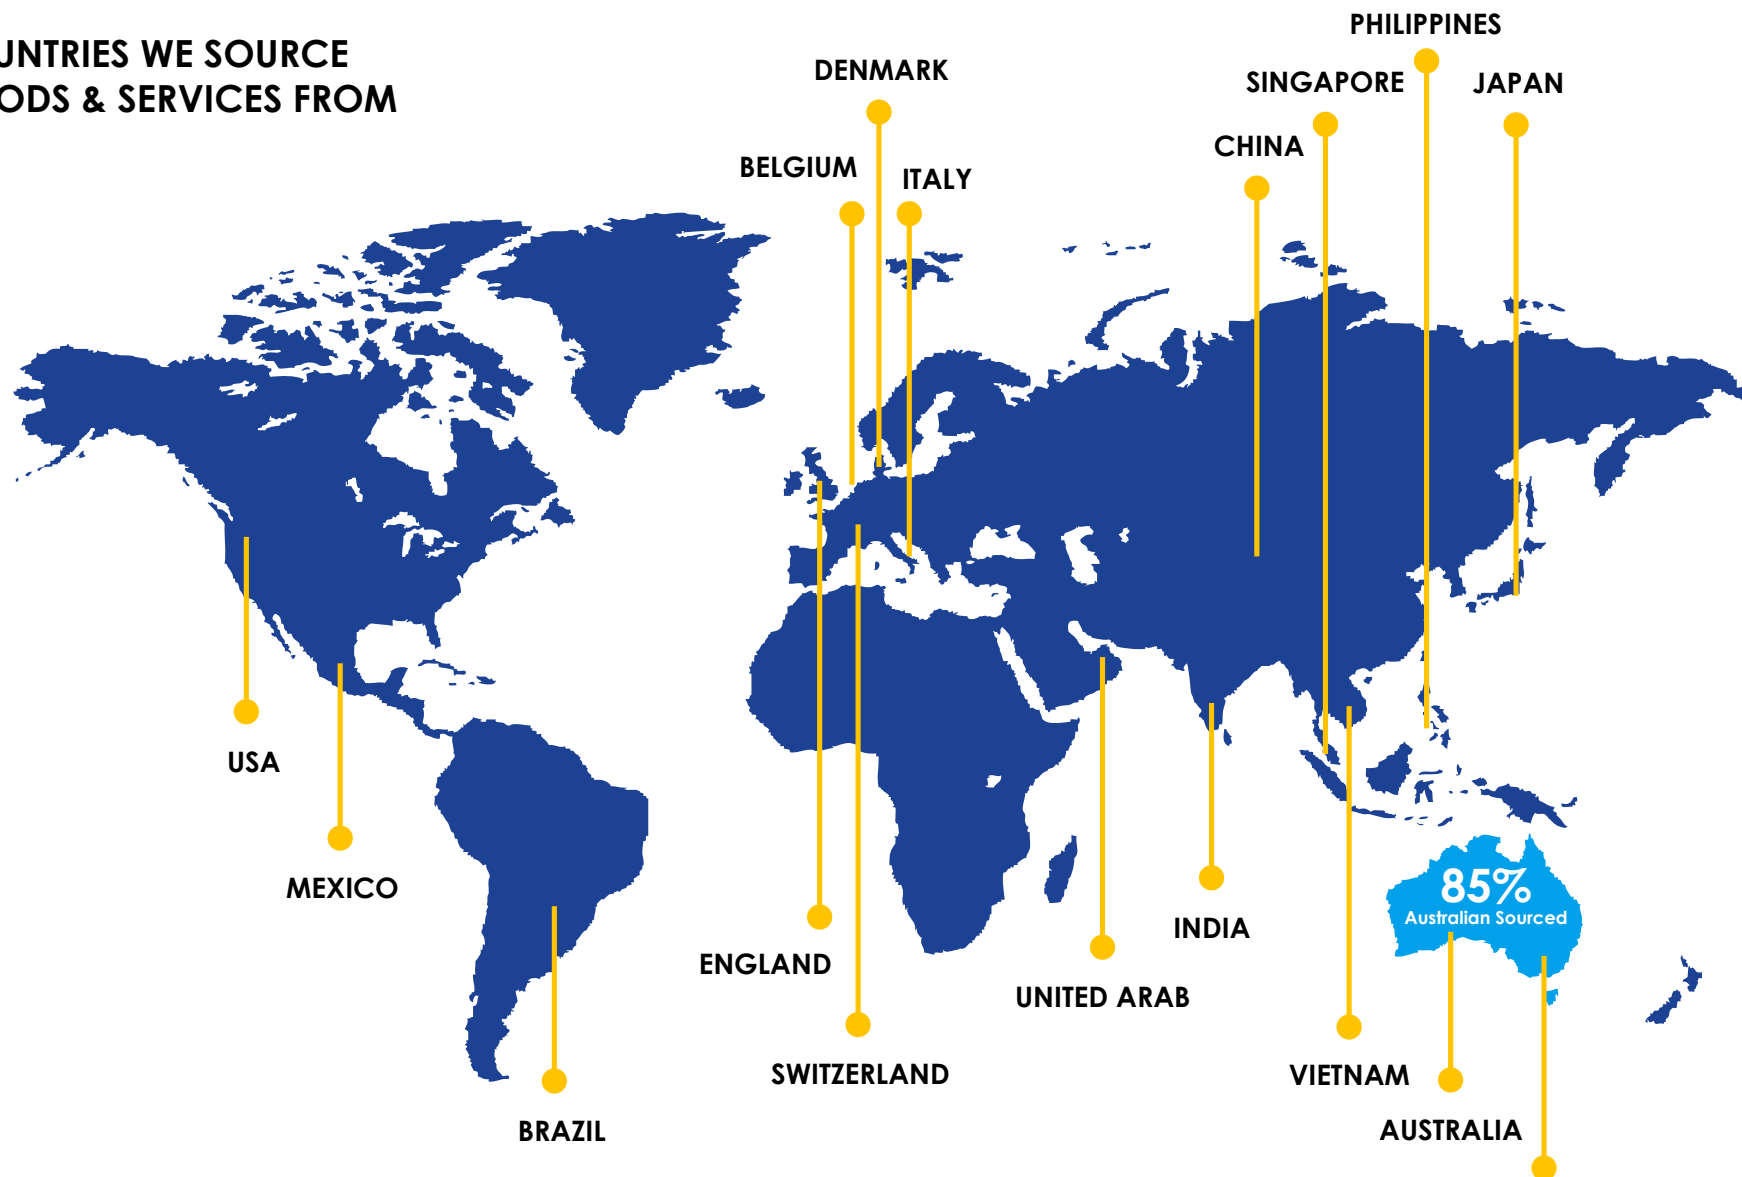 UNTRIES WE SOURCE
ODS & SERVICES FROM
PHILIPPINES
DENMARK
SINGAPORE
JAPAN
CHINA
BELGIUM
ITALY
USA
MEXICO
85%
Australian Sourced
INDIA
ENGLAND
UNITED ARAB
SWITZERLAND
VIETNAM
BRAZIL
AUSTRALIA